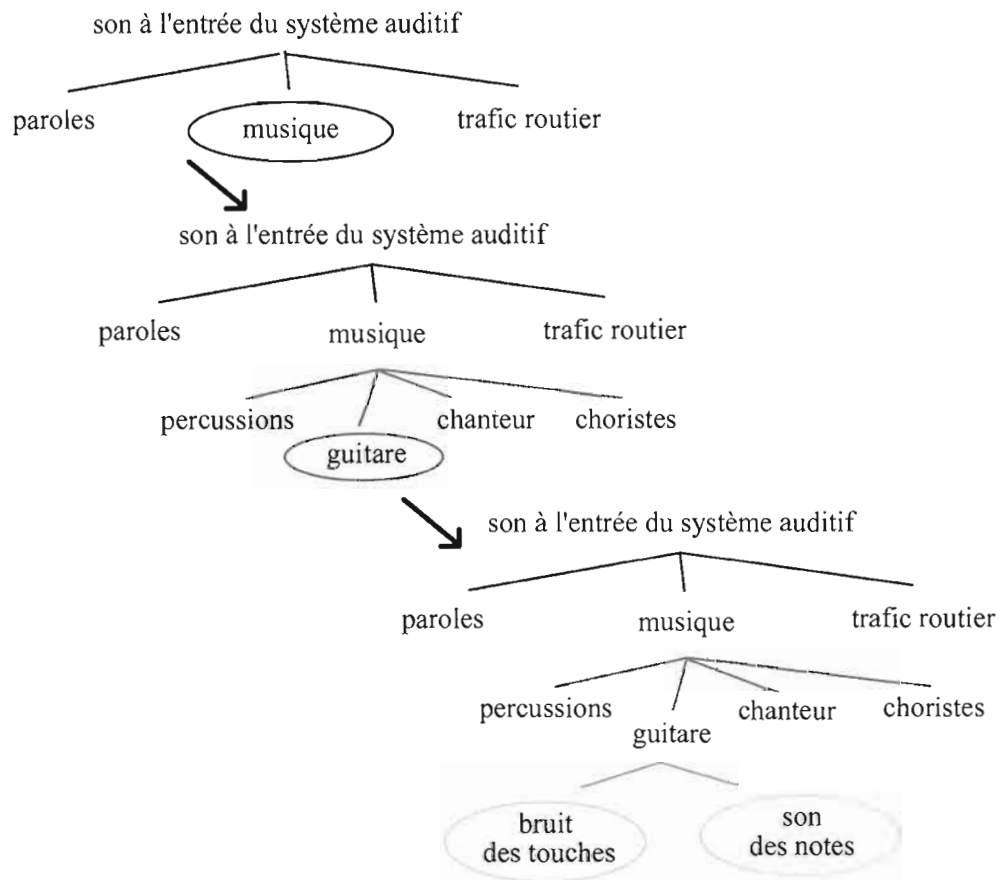 son à l'entrée du système auditif
paroles musique trafic routier
son à l'entrée du système auditif
paroles musique trafic routier
percussions chanteur choristes
guitare
son à l'entrée du système auditif
paroles musique trafic routier
percussions chanteur choristes
guitare
bruit
des touches
son
des notes